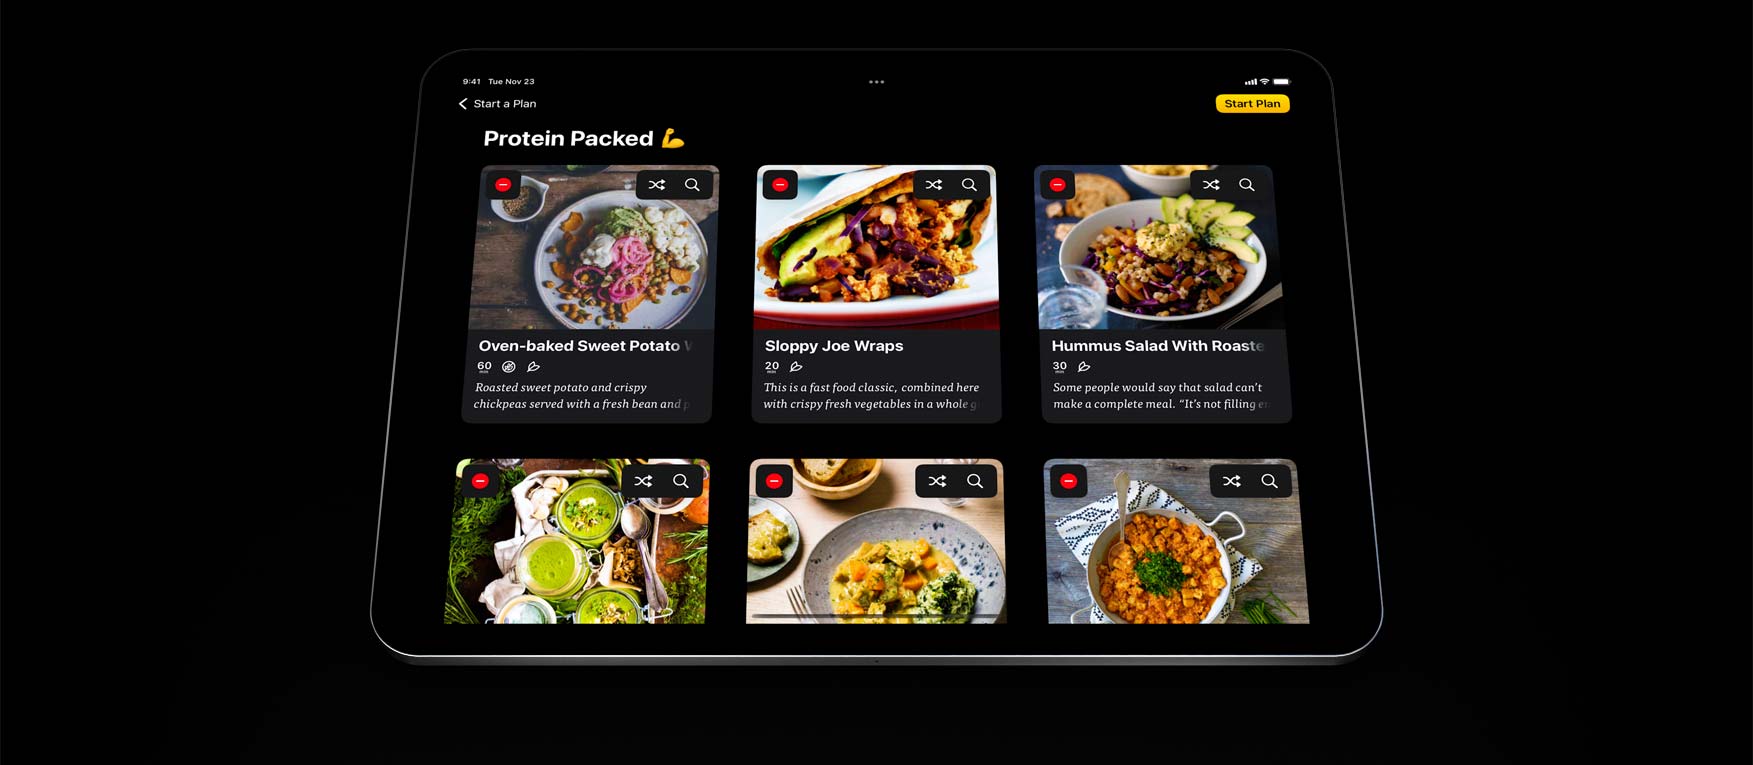 9:41 Tue Nov 23
Start a Plan
Start Plan
Protein Packed 💪
Oven-baked Sweet Potato
60
min
Roasted sweet potato and crispy
chickpeas served with a fresh bean and
Sloppy Joe Wraps
20
min
This is a fast food classic, combined here
with crispy fresh vegetables in a whole
Hummus Salad With Roaste
30
min
Some people would say that salad can't
make a complete meal. “It's not filling